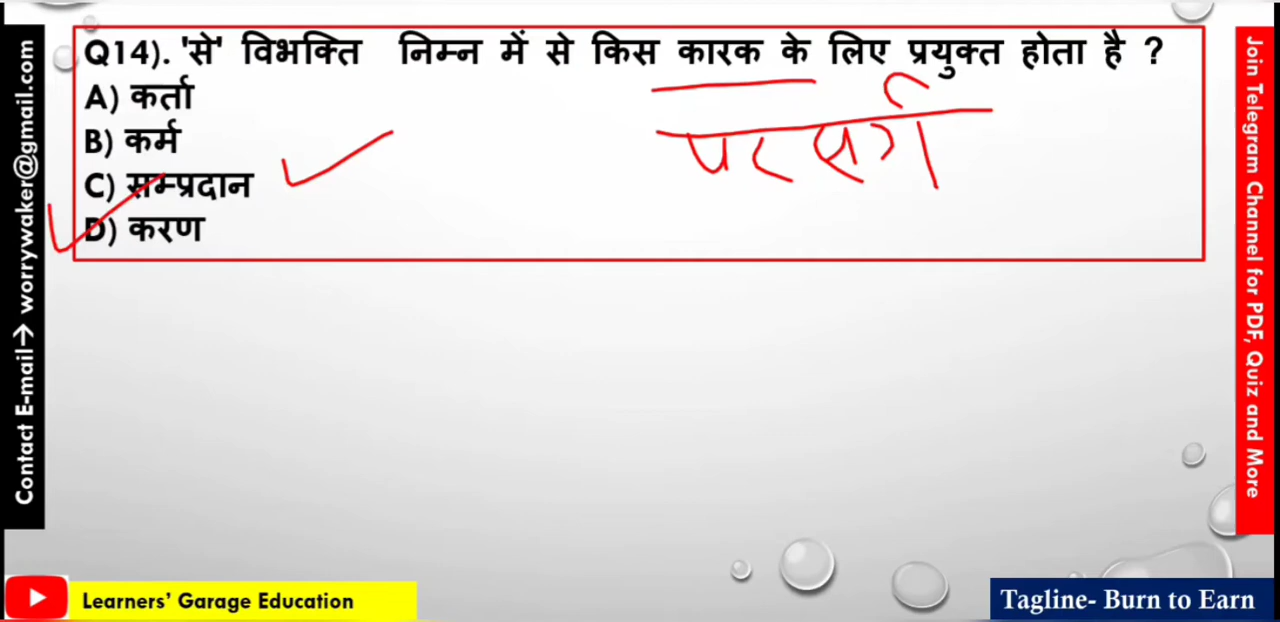 Q14). 'से' विभक्ति निम्न में से किस कारक के लिए प्रयुक्त होता है ?
A) कर्ता
B) कर्म
C) सम्प्रदान
D) करण
परसर्ग
Contact E-mail→ worrywaker@gmail.com
Join Telegram Channel for PDF, Quiz and More
Learners’ Garage Education
Tagline- Burn to Earn